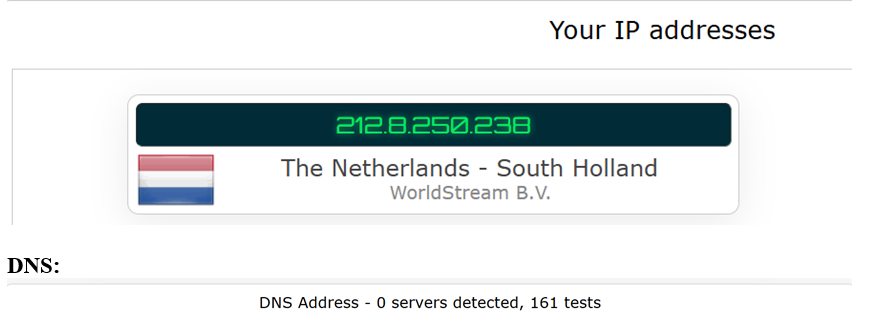 Your IP addresses
212.8.250.238
The Netherlands - South Holland
WorldStream B.V.
DNS:
DNS Address - 0 servers detected, 161 tests